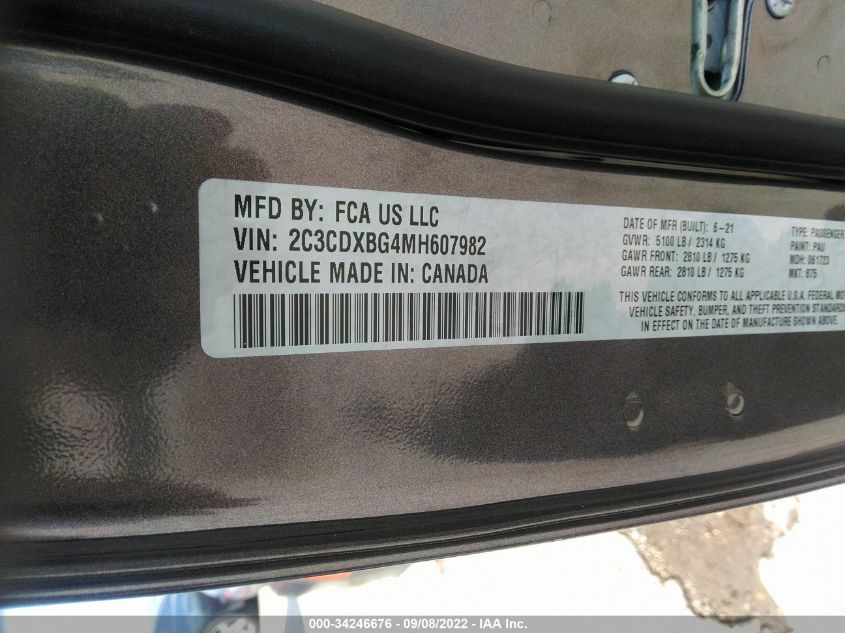 MFD BY: FCA US LLC
VIN: 2C3CDXBG4MH607982
VEHICLE MADE IN: CANADA
DATE OF MFR (BUILT): 6-21
GVWR: 5100 LB / 2314 KG
GAWR FRONT: 2810 LB / 1275 KG
GAWR REAR: 2810 LB / 1275 KG
TYPE: PASSENGER
PAINT: PAU
MDH: 061723
MKT: 875
THIS VEHICLE CONFORMS TO ALL APPLICABLE U.S.A. FEDERAL
VEHICLE SAFETY, BUMPER, AND THEFT PREVENTION STANDARDS
IN EFFECT ON THE DATE OF MANUFACTURE SHOWN ABOVE.
000-34246676 - 09/08/2022 - IAA Inc.